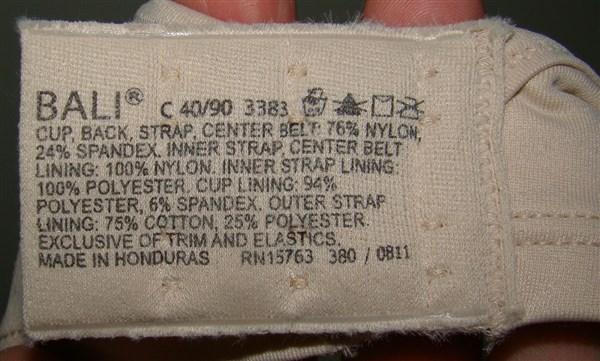 BALI® C 40/90 3383
CUP, BACK, STRAP, CENTER BELT: 76% NYLON,
24% SPANDEX. INNER STRAP, CENTER BELT
LINING: 100% NYLON. INNER STRAP LINING:
100% POLYESTER. CUP LINING: 94%
POLYESTER, 6% SPANDEX. OUTER STRAP
LINING: 75% COTTON, 25% POLYESTER.
EXCLUSIVE OF TRIM AND ELASTICS.
MADE IN HONDURAS RN15763 380 / 0811